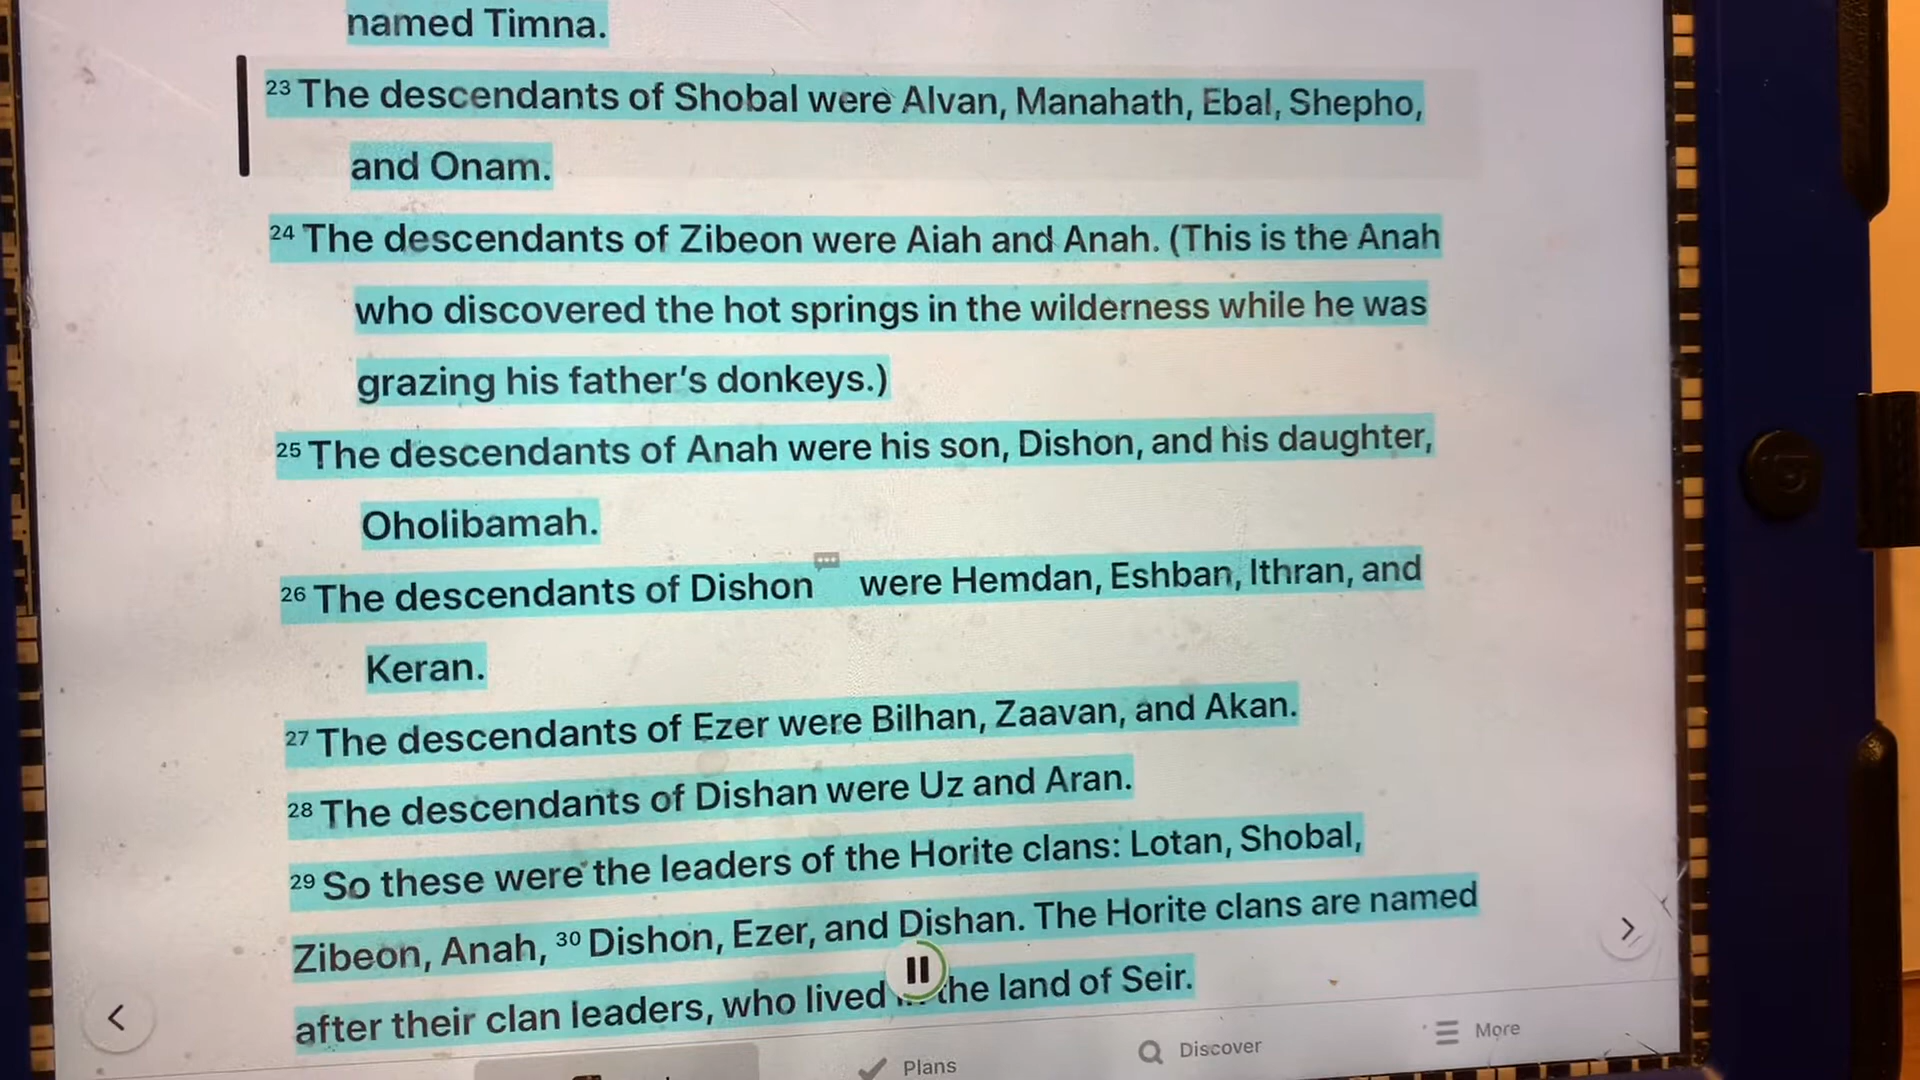 named Timna.
23 The descendants of Shobal were Alvan, Manahath, Ebal, Shepho,
and Onam.
24 The descendants of Zibeon were Aiah and Anah. (This is the Anah
who discovered the hot springs in the wilderness while he was
grazing his father’s donkeys.)
25 The descendants of Anah were his son, Dishon, and his daughter,
Oholibamah.
26 The descendants of Dishon were Hemdan, Eshban, Ithran, and
Keran.
27 The descendants of Ezer were Bilhan, Zaavan, and Akan.
28 The descendants of Dishan were Uz and Aran.
29 So these were the leaders of the Horite clans: Lotan, Shobal,
Zibeon, Anah, 30 Dishon, Ezer, and Dishan. The Horite clans are named
after their clan leaders, who lived the land of Seir.
Plans
Discover
More